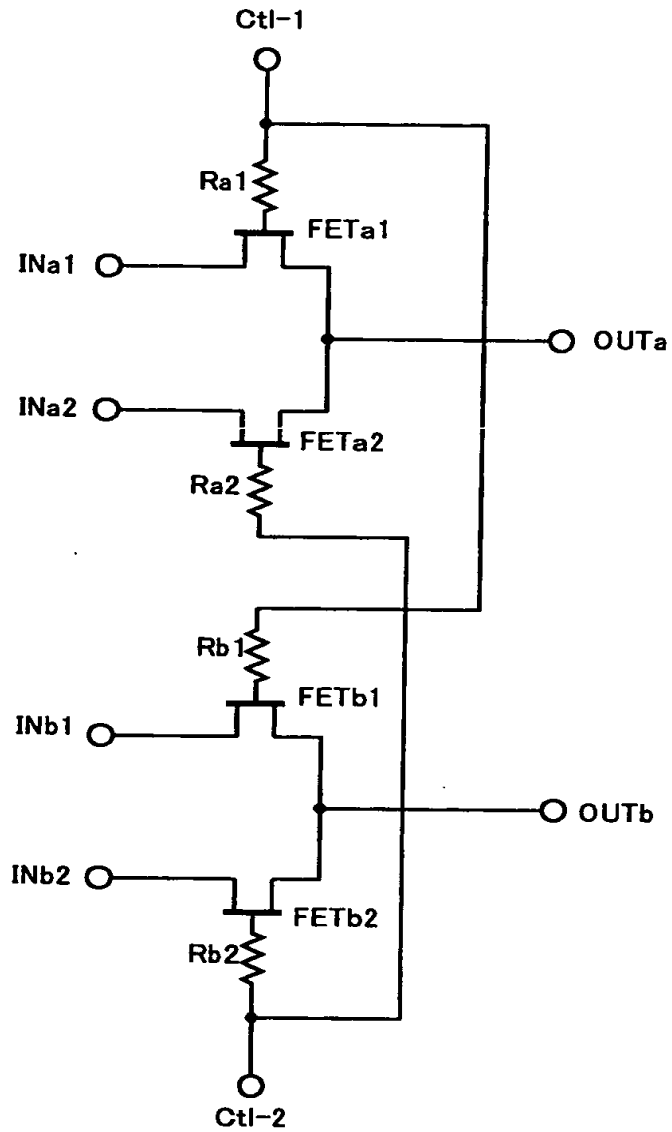 Ctl-1
Ra1
FETa1
INa1
OUTa
INa2
FETa2
Ra2
Rb1
FETb1
INb1
OUTb
INb2
FETb2
Rb2
Ctl-2